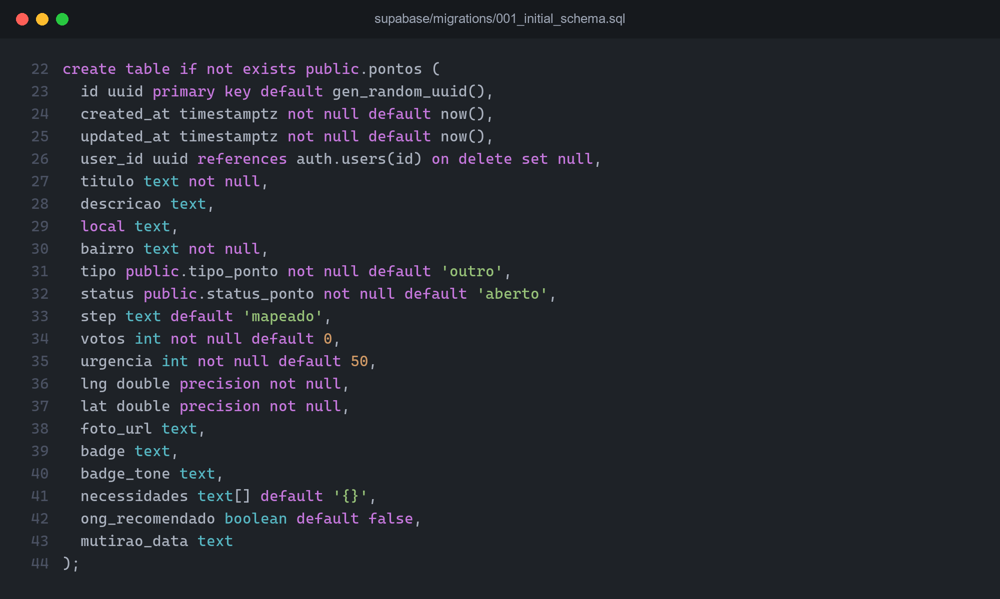 supabase/migrations/001_initial_schema.sql
22 create table if not exists public.pontos (
23   id uuid primary key default gen_random_uuid(),
24   created_at timestamptz not null default now(),
25   updated_at timestamptz not null default now(),
26   user_id uuid references auth.users(id) on delete set null,
27   titulo text not null,
28   descricao text,
29   local text,
30   bairro text not null,
31   tipo public.tipo_ponto not null default 'outro',
32   status public.status_ponto not null default 'aberto',
33   step text default 'mapeado',
34   votos int not null default 0,
35   urgencia int not null default 50,
36   lng double precision not null,
37   lat double precision not null,
38   foto_url text,
39   badge text,
40   badge_tone text,
41   necessidades text[] default '{}',
42   ong_recomendado boolean default false,
43   mutirao_data text
44 );